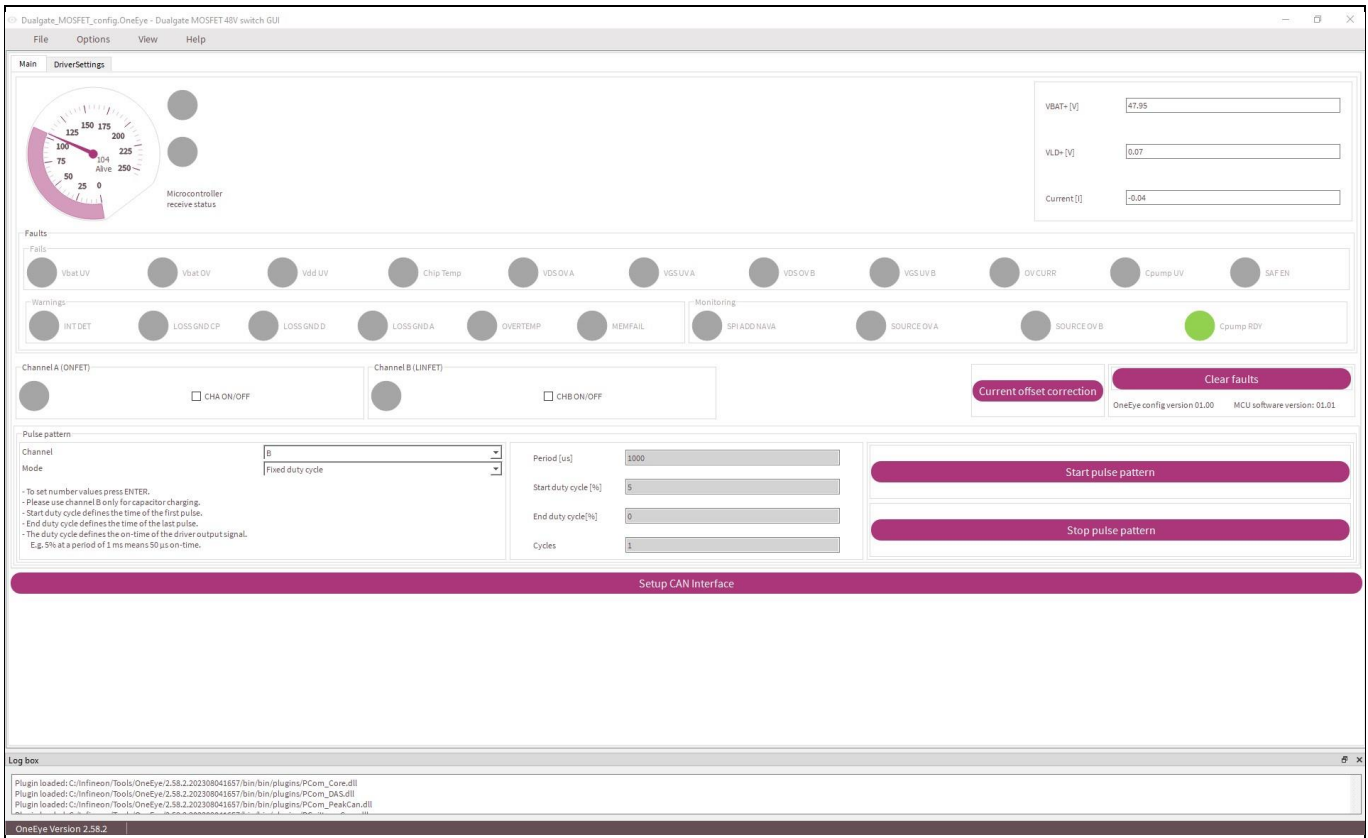 Dualgate_MOSFET_config.OneEye - Dualgate MOSFET 48V switch GUI
File Options View Help
Main DriverSettings
125 150 175
100 200
75 225
50 250
25 0
104
Alive
Microcontroller
receive status
VBAT+ [V] 47.95
VLD+ [V] 0.07
Current [I] -0.04
Faults
Fails
Vbat UV Vbat OV Vdd UV Chip Temp VDS OV A VGS UV A VDS OV B VGS UV B OV CURR Cpump UV SAF EN
Warnings Monitoring
INT DET LOSS GND CP LOSS GND D LOSS GND A OVERTEMP MEMFAIL SPI ADD NAVA SOURCE OV A SOURCE OV B Cpump RDY
Channel A (ONFET) Channel B (LINFET)
CHA ON/OFF CHB ON/OFF
Current offset correction
Clear faults
OneEye config version 01.00 MCU software version: 01.01
Pulse pattern
Channel B
Mode Fixed duty cycle
- To set number values press ENTER.
- Please use channel B only for capacitor charging.
- Start duty cycle defines the time of the first pulse.
- End duty cycle defines the time of the last pulse.
- The duty cycle defines the on-time of the driver output signal.
E.g. 5% at a period of 1 ms means 50 µs on-time.
Period [us] 1000
Start duty cycle [%] 5
End duty cycle[%] 0
Cycles 1
Start pulse pattern
Stop pulse pattern
Setup CAN Interface
Log box
Plugin loaded: C:/Infineon/Tools/OneEye/2.58.2.202308041657/bin/bin/plugins/PCom_Core.dll
Plugin loaded: C:/Infineon/Tools/OneEye/2.58.2.202308041657/bin/bin/plugins/PCom_DAS.dll
Plugin loaded: C:/Infineon/Tools/OneEye/2.58.2.202308041657/bin/bin/plugins/PCom_PeakCan.dll
OneEye Version 2.58.2